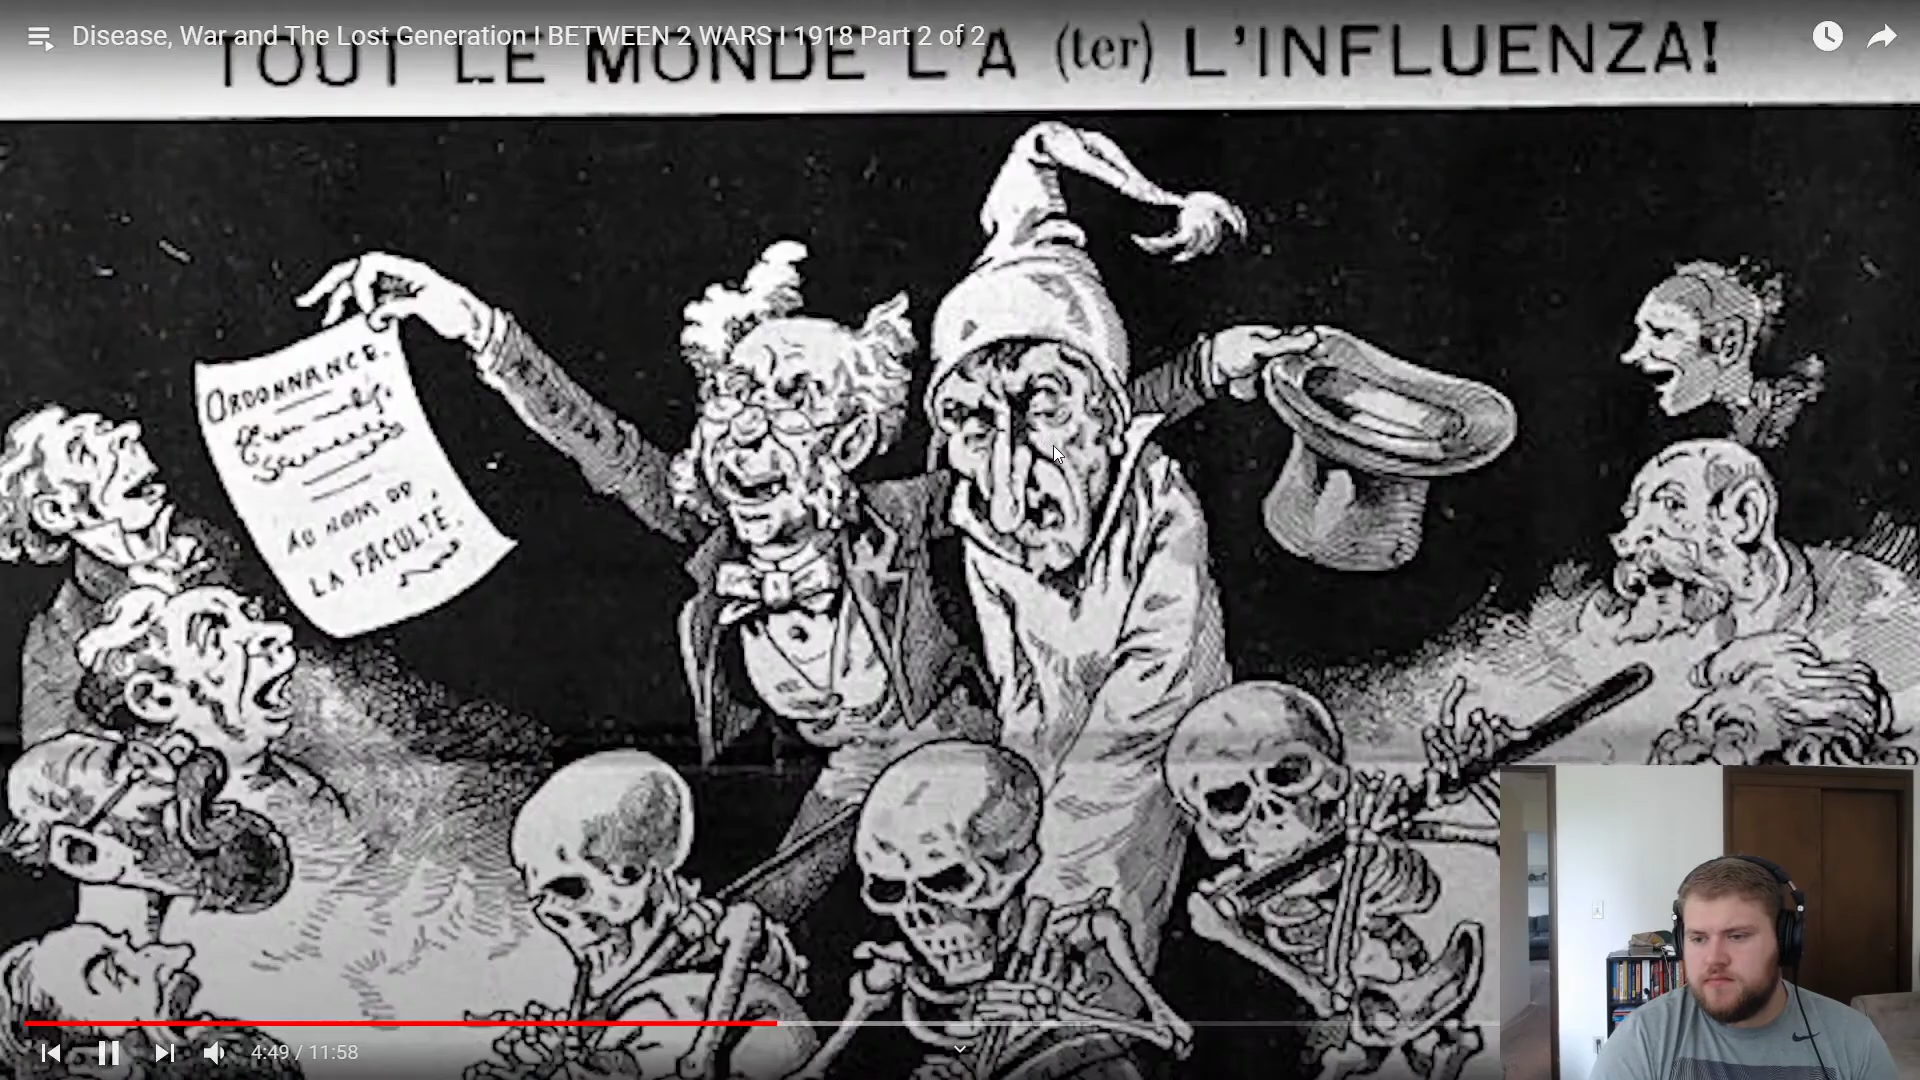 Disease, War and The Lost Generation I BETWEEN 2 WARS I 1918 Part 2 of 2
TOUT LE MONDE L'A (ter) L'INFLUENZA!
ORDONNANCE.
AU NOM DE
LA FACULTÉ.
4:49 / 11:58